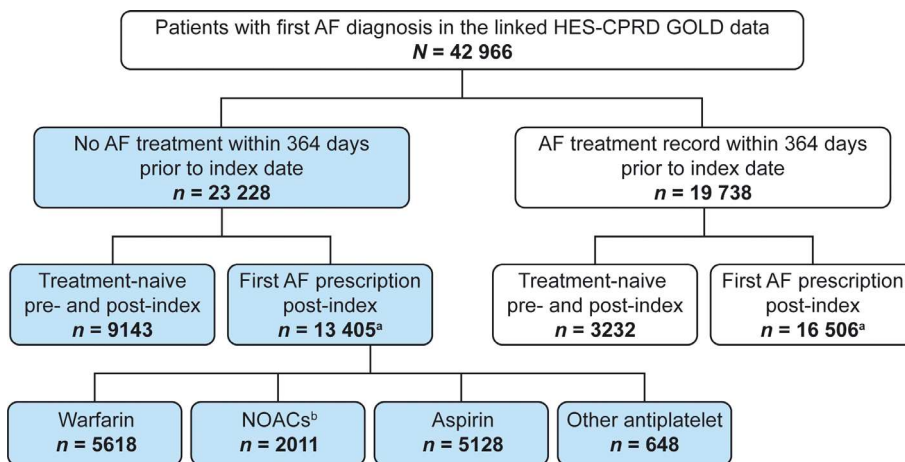 Patients with first AF diagnosis in the linked HES-CPRD GOLD data
N = 42 966
No AF treatment within 364 days
prior to index date
n = 23 228
AF treatment record within 364 days
prior to index date
n = 19 738
Treatment-naive
pre- and post-index
n = 9143
First AF prescription
post-index
n = 13 405ᵃ
Treatment-naive
pre- and post-index
n = 3232
First AF prescription
post-index
n = 16 506ᵃ
Warfarin
n = 5618
NOACsᵇ
n = 2011
Aspirin
n = 5128
Other antiplatelet
n = 648